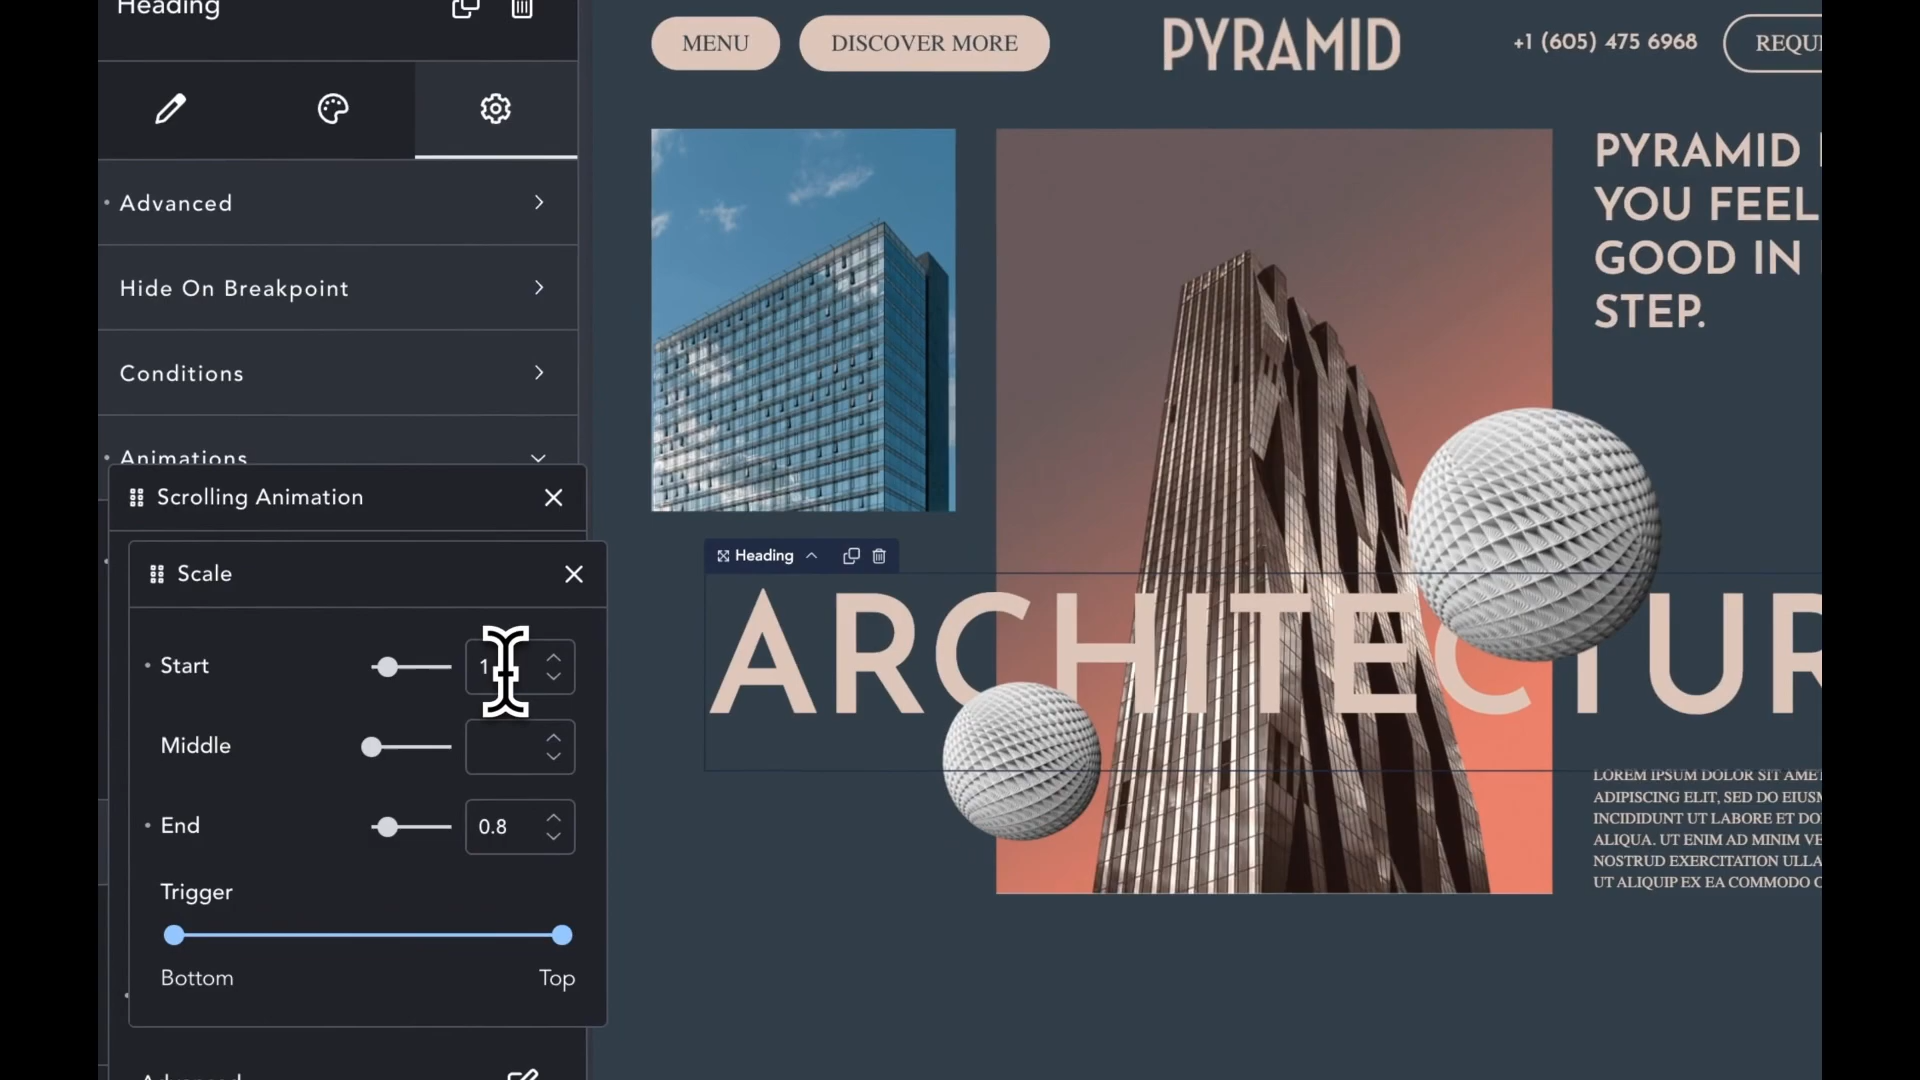 Heading
Advanced
Hide On Breakpoint
Conditions
Animations
Scrolling Animation
Scale
Start
1
Middle
End
0.8
Trigger
Bottom
Top
Advanced
MENU
DISCOVER MORE
PYRAMID
+1 (605) 475 6968
REQU
PYRAMID
YOU FEEL
GOOD IN
STEP.
Heading
ARCHITECTUR
LOREM IPSUM DOLOR SIT AME
ADIPISCING ELIT, SED DO EIUSM
INCIDIDUNT UT LABORE ET DO
ALIQUA. UT ENIM AD MINIM VE
NOSTRUD EXERCITATION ULLA
UT ALIQUIP EX EA COMMODO C